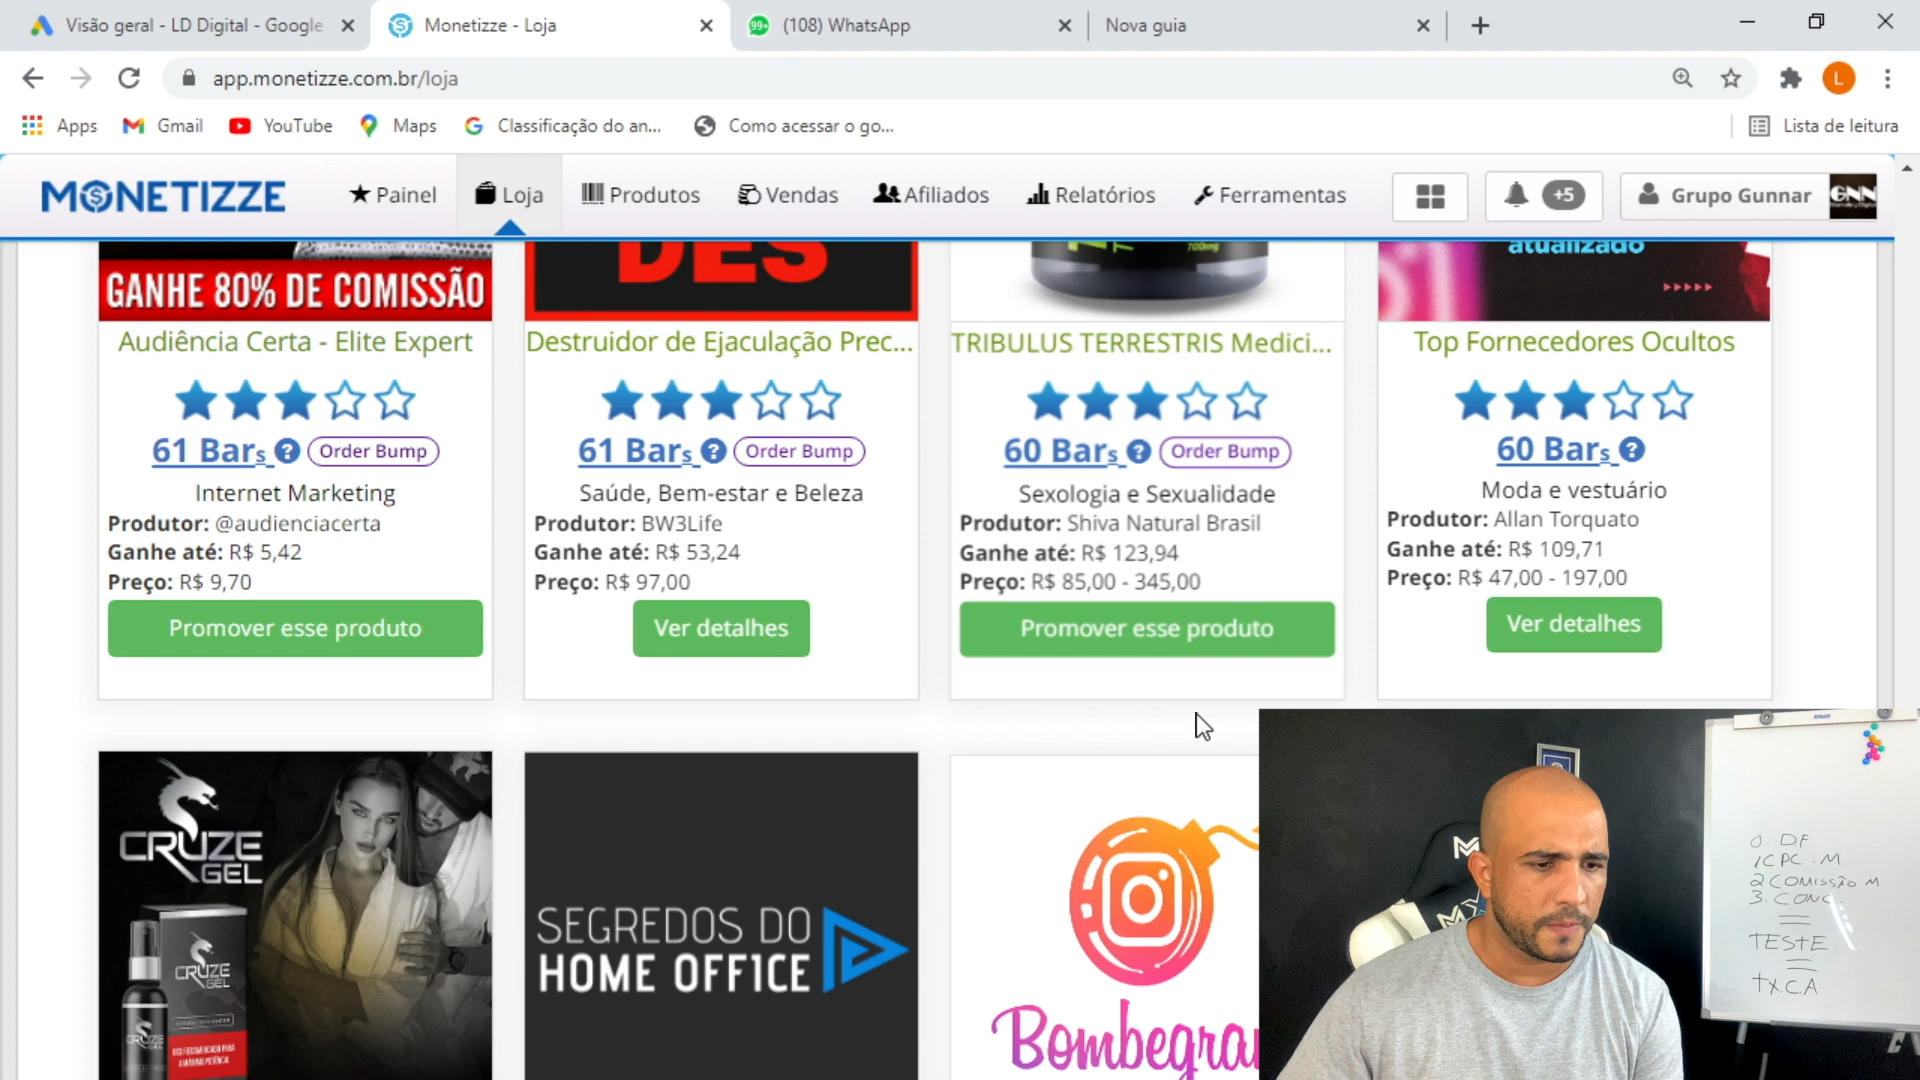 Visão geral - LD Digital - Google
Monetizze - Loja
99+
(108) WhatsApp
Nova guia
app.monetizze.com.br/loja
L
Apps
Gmail
YouTube
Maps
Classificação do an...
Como acessar o go...
Lista de leitura
MONETIZZE
Painel
Loja
Produtos
Vendas
Afiliados
Relatórios
Ferramentas
+5
Grupo Gunnar
GNN
GANHE 80% DE COMISSÃO
DES
700mg
atualizado
Audiência Certa - Elite Expert
Destruidor de Ejaculação Prec...
TRIBULUS TERRESTRIS Medici...
Top Fornecedores Ocultos
61 Bars ? Order Bump
61 Bars ? Order Bump
60 Bars ? Order Bump
60 Bars ?
Internet Marketing
Produtor: @audienciacerta
Ganhe até: R$ 5,42
Preço: R$ 9,70
Promover esse produto
Saúde, Bem-estar e Beleza
Produtor: BW3Life
Ganhe até: R$ 53,24
Preço: R$ 97,00
Ver detalhes
Sexologia e Sexualidade
Produtor: Shiva Natural Brasil
Ganhe até: R$ 123,94
Preço: R$ 85,00 - 345,00
Promover esse produto
Moda e vestuário
Produtor: Allan Torquato
Ganhe até: R$ 109,71
Preço: R$ 47,00 - 197,00
Ver detalhes
CRUZE
GEL
CRUZE
GEL
SEGREDOS DO
HOME OFFICE
Bombegra
0. DF
1 CPC. M
2 COMISSÃO M
3. CONC.
TESTE
TX.C.A